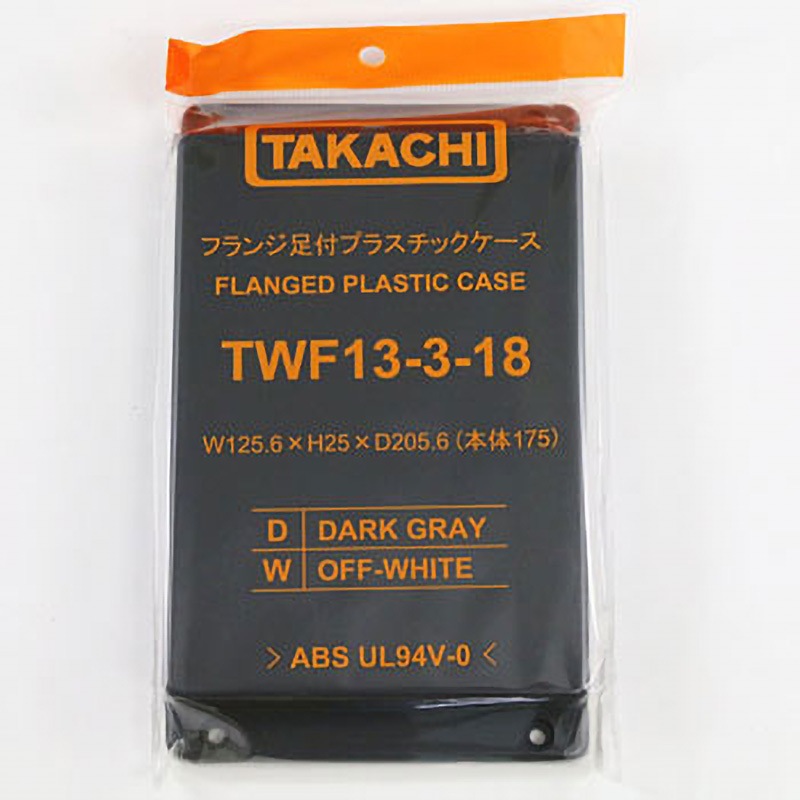 TAKACHI
フランジ足付プラスチックケース
FLANGED PLASTIC CASE
TWF13-3-18
W125.6×H25×D205.6(本体175)
D DARK GRAY
W OFF-WHITE
>ABS UL94V-0<